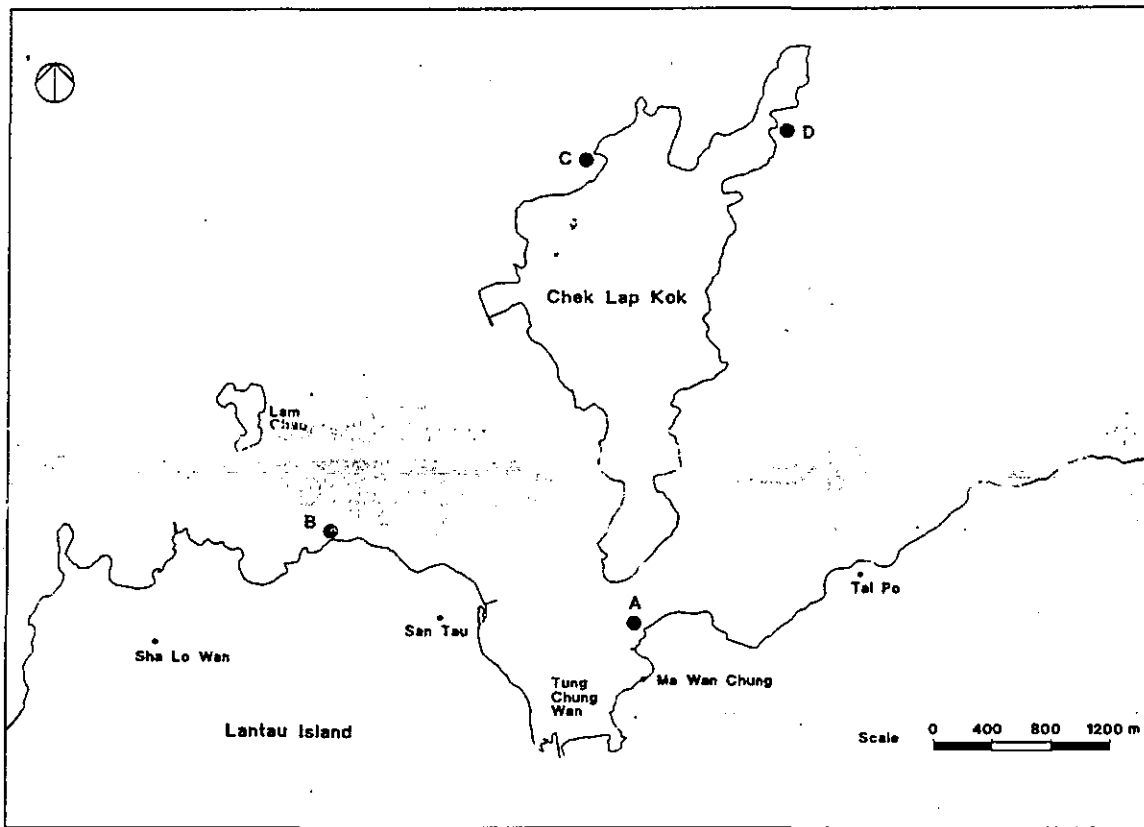 D
C
Chek Lap Kok
Lam
Chau
B
A
Tai Po
San Tau
Sha Lo Wan
Tung
Chung
Wan
Ma Wan Chung
Lantau Island
Scale
0 400 800 1200 m